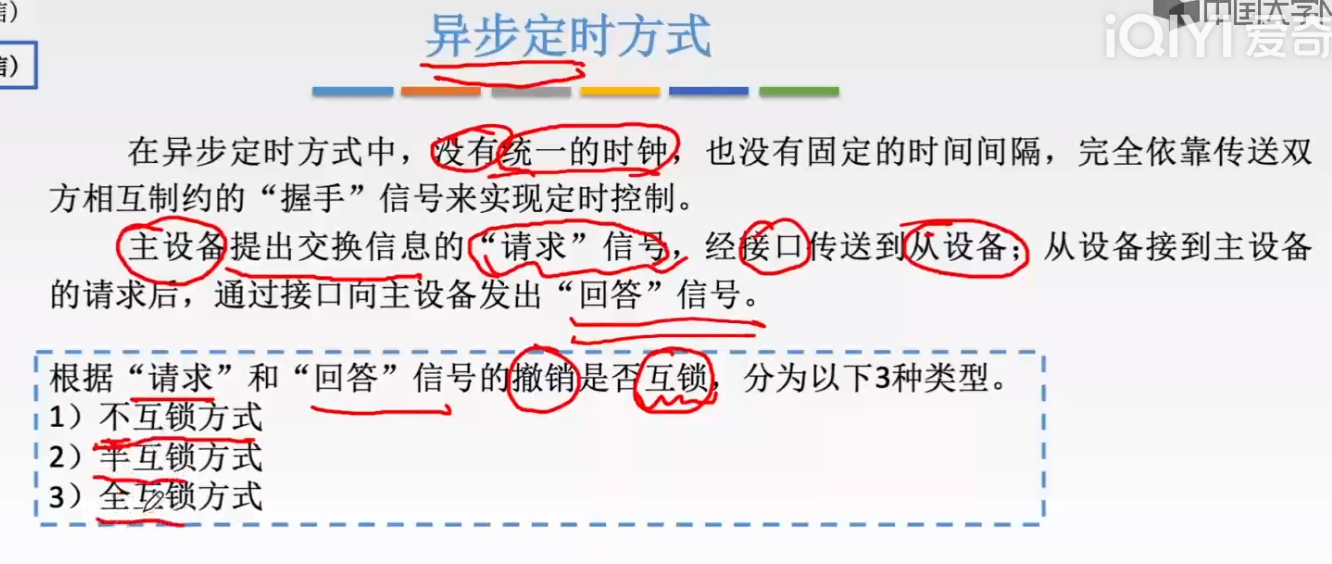 信）
中国大学M
iQIYI 爱奇
信）
异步定时方式
在异步定时方式中，没有统一的时钟，也没有固定的时间间隔，完全依靠传送双
方相互制约的“握手”信号来实现定时控制。
主设备提出交换信息的“请求”信号，经接口传送到从设备；从设备接到主设备
的请求后，通过接口向主设备发出“回答”信号。
根据“请求”和“回答”信号的撤销是否互锁，分为以下3种类型。
1）不互锁方式
2）半互锁方式
3）全互锁方式